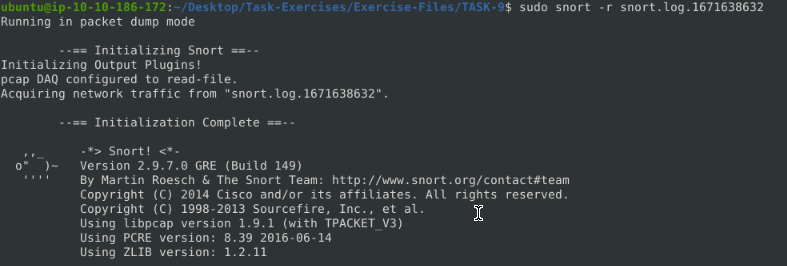 ubuntu@ip-10-10-186-172:~/Desktop/Task-Exercises/Exercise-Files/TASK-9$ sudo snort -r snort.log.1671638632
Running in packet dump mode
--== Initializing Snort ==--
Initializing Output Plugins!
pcap DAQ configured to read-file.
Acquiring network traffic from "snort.log.1671638632".
--== Initialization Complete ==--
,,_ -*> Snort! <*-
o" )~ Version 2.9.7.0 GRE (Build 149)
'''' By Martin Roesch & The Snort Team: http://www.snort.org/contact#team
Copyright (C) 2014 Cisco and/or its affiliates. All rights reserved.
Copyright (C) 1998-2013 Sourcefire, Inc., et al.
Using libpcap version 1.9.1 (with TPACKET_V3)
Using PCRE version: 8.39 2016-06-14
Using ZLIB version: 1.2.11